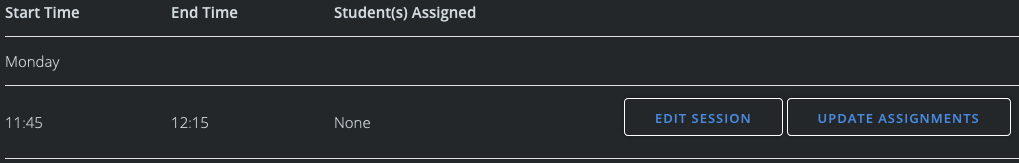 Start Time End Time Student(s) Assigned
Monday
11:45 12:15 None EDIT SESSION UPDATE ASSIGNMENTS